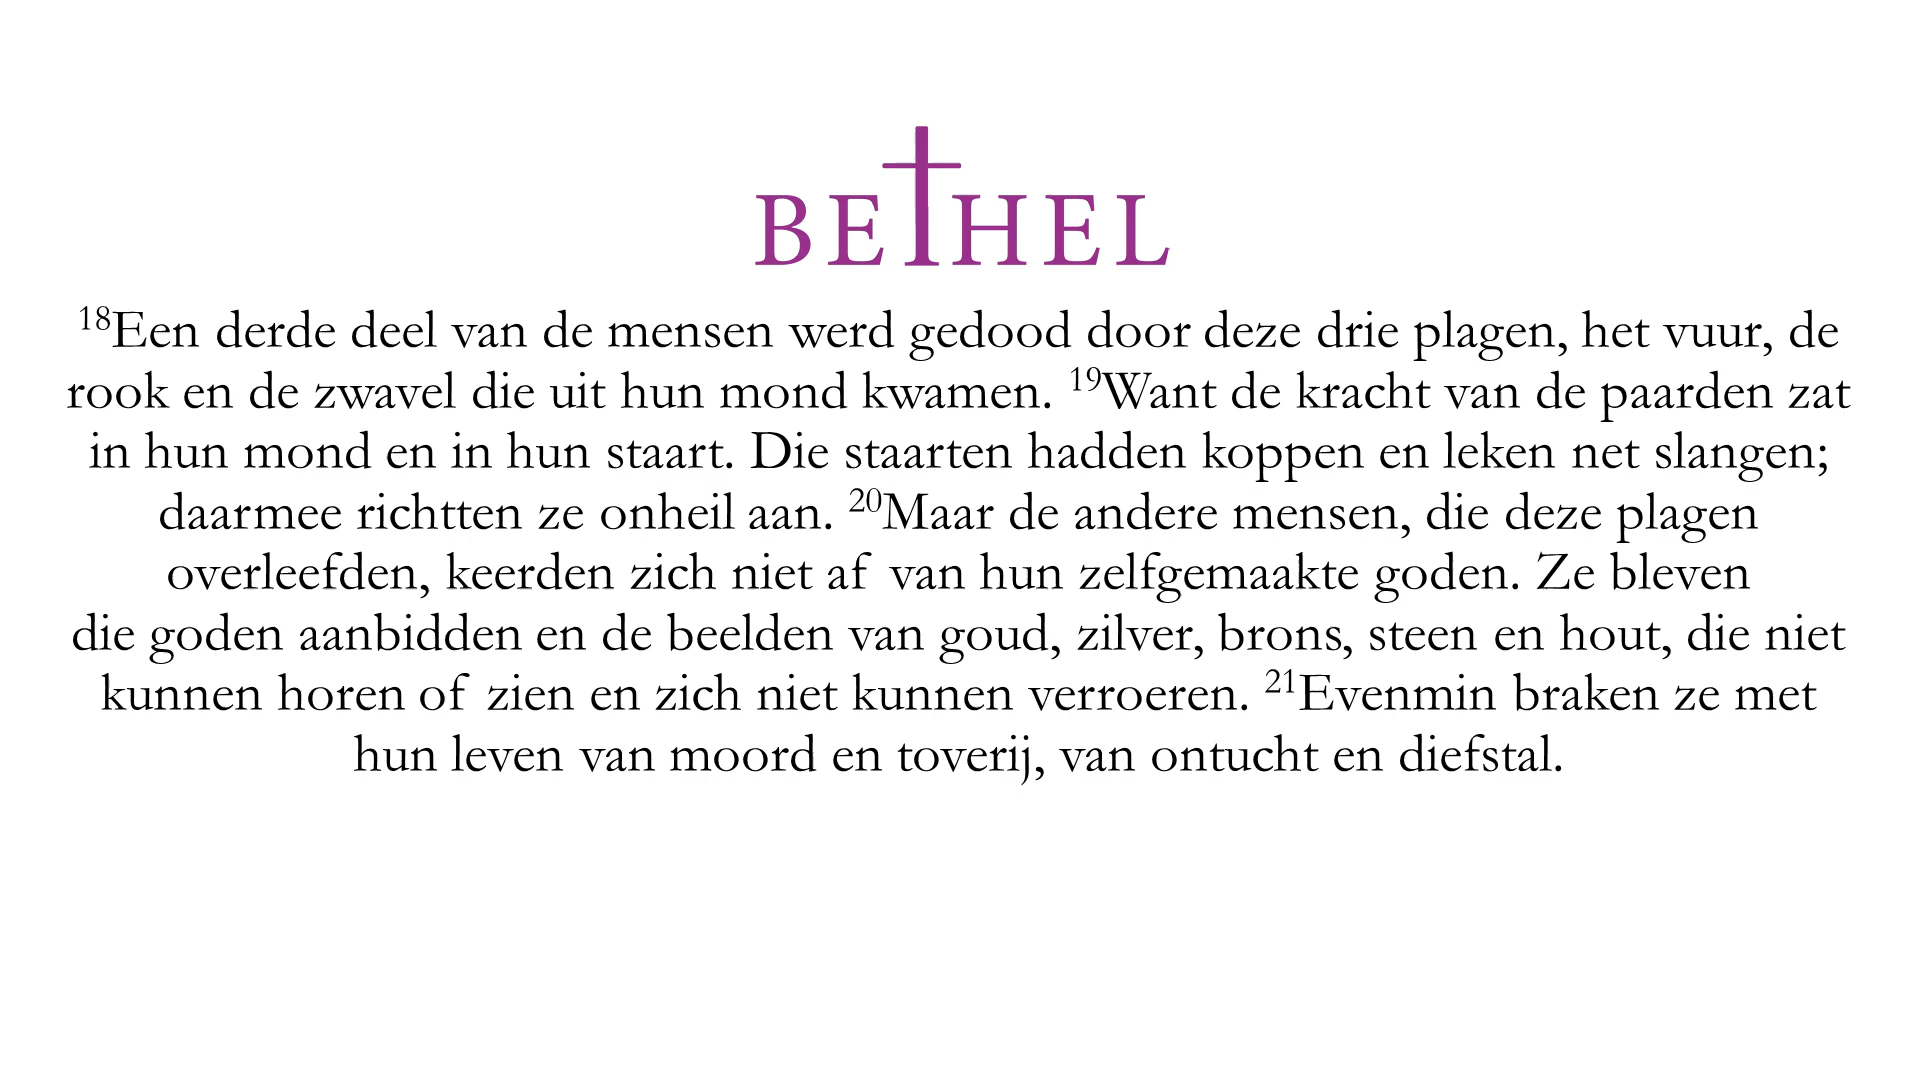 BETHEL
¹⁸Een derde deel van de mensen werd gedood door deze drie plagen, het vuur, de
rook en de zwavel die uit hun mond kwamen. ¹⁹Want de kracht van de paarden zat
in hun mond en in hun staart. Die staarten hadden koppen en leken net slangen;
daarmee richtten ze onheil aan. ²⁰Maar de andere mensen, die deze plagen
overleefden, keerden zich niet af van hun zelfgemaakte goden. Ze bleven
die goden aanbidden en de beelden van goud, zilver, brons, steen en hout, die niet
kunnen horen of zien en zich niet kunnen verroeren. ²¹Evenmin braken ze met
hun leven van moord en toverij, van ontucht en diefstal.